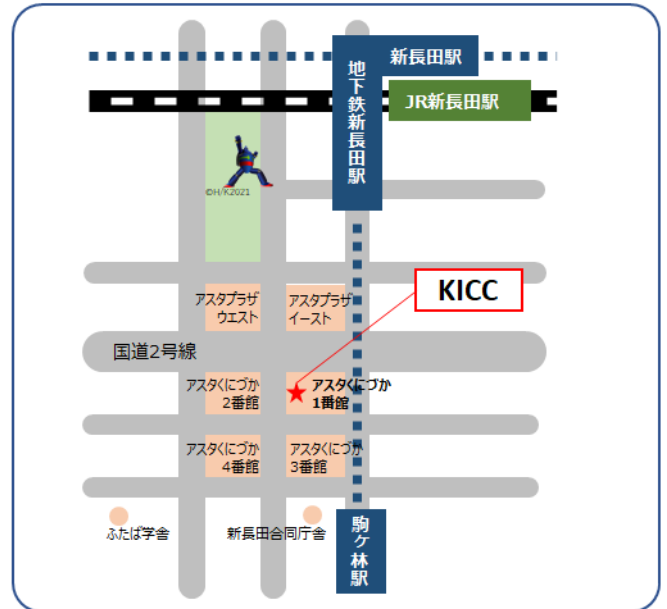 新長田駅
JR新長田駅
地下鉄新長田駅
©H/K2021
KICC
アスタプラザ
ウエスト
アスタプラザ
イースト
国道2号線
アスタくにづか
2番館
アスタくにづか
1番館
アスタくにづか
4番館
アスタくにづか
3番館
ふたば学舎
新長田合同庁舎
駒ケ林駅